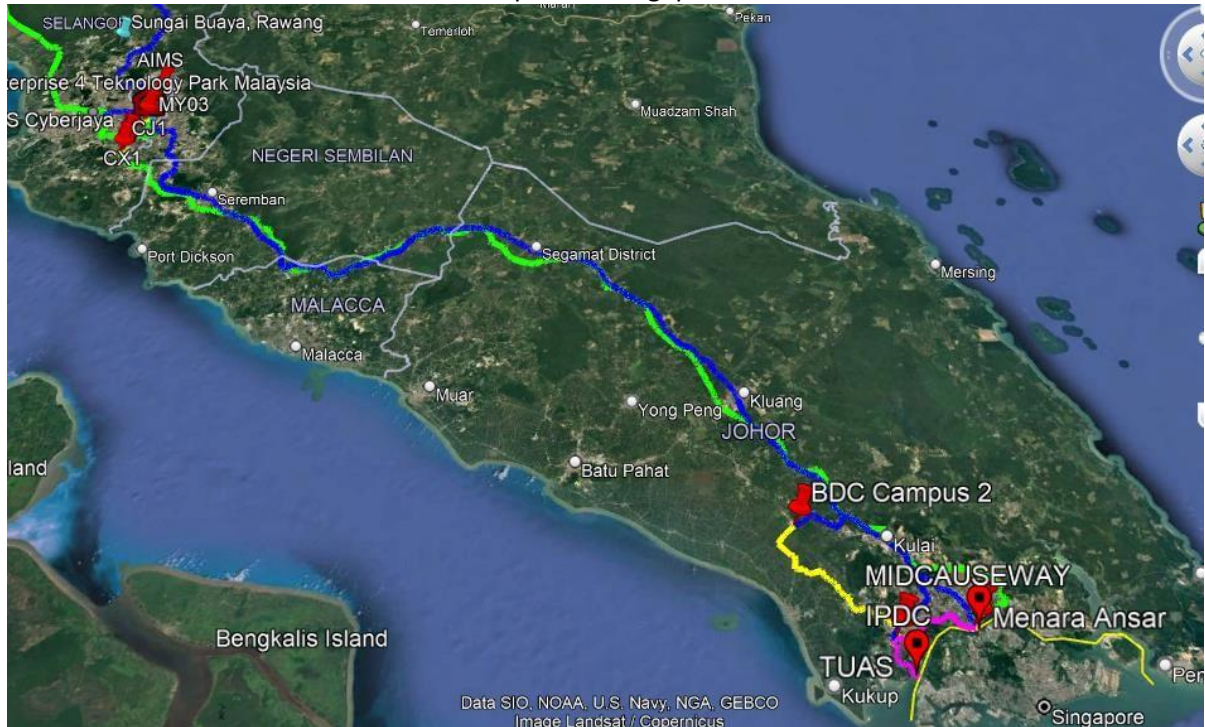 Maran
Pekan
SELANGOR
Sungai Buaya, Rawang
Temerloh
AIMS
terprise 4 Teknology Park Malaysia
MY03
Muadzam Shah
S Cyberjaya
CJ1
CX1
NEGERI SEMBILAN
Seremban
Port Dickson
Segamat District
Mersing
MALACCA
Malacca
Muar
Yong Peng
Kluang
JOHOR
land
Batu Pahat
BDC Campus 2
Kulai
MIDCAUSEWAY
IPDC
Menara Ansar
Bengkalis Island
TUAS
Kukup
Pen
Data SIO, NOAA, U.S. Navy, NGA, GEBCO
Image Landsat / Copernicus
Singapore